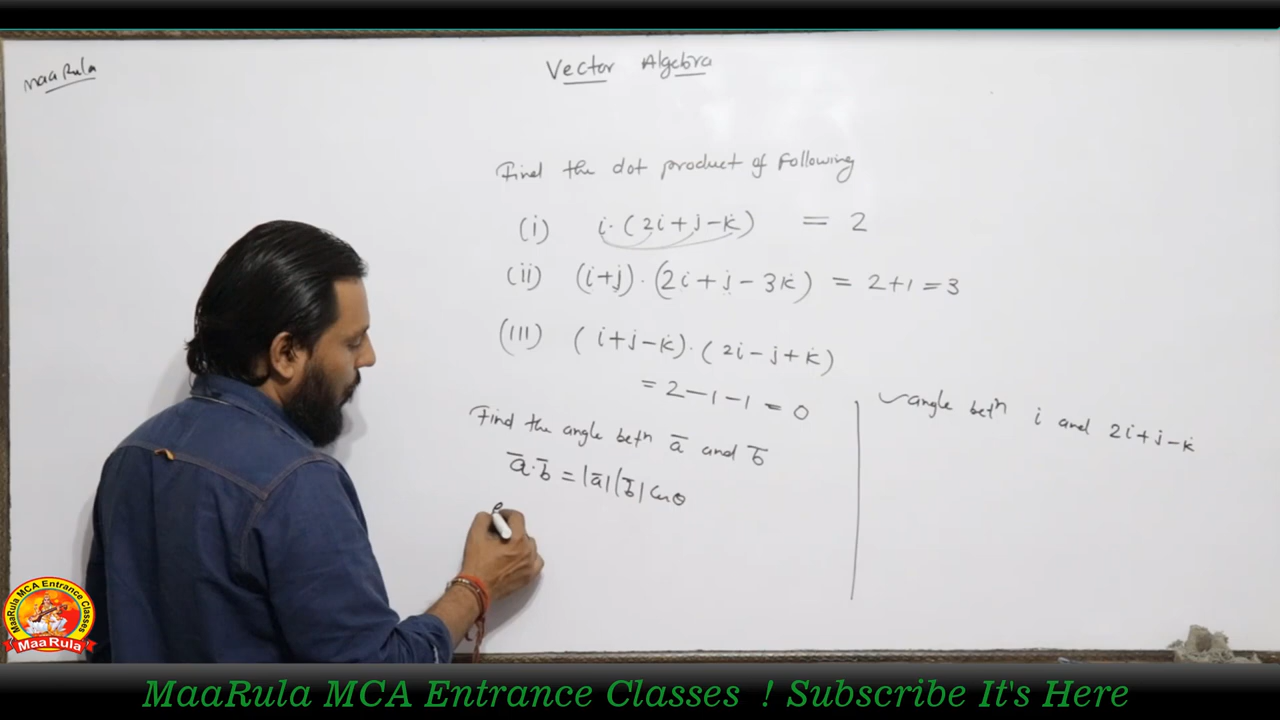 MaaRula
Vector Algebra
Find the dot product of Following
(i) i·(2i+j−k) = 2
(ii) (i+j)·(2i+j−3k) = 2+1=3
(III) (i+j−k)·(2i−j+k)
= 2−1−1=0
Find the angle betn a̅ and b̅
a̅·b̅ = |a̅||b̅| cosθ
angle betn i and 2i+j−k
MaaRula MCA Entrance Classes
MaaRula
MaaRula MCA Entrance Classes ! Subscribe It's Here